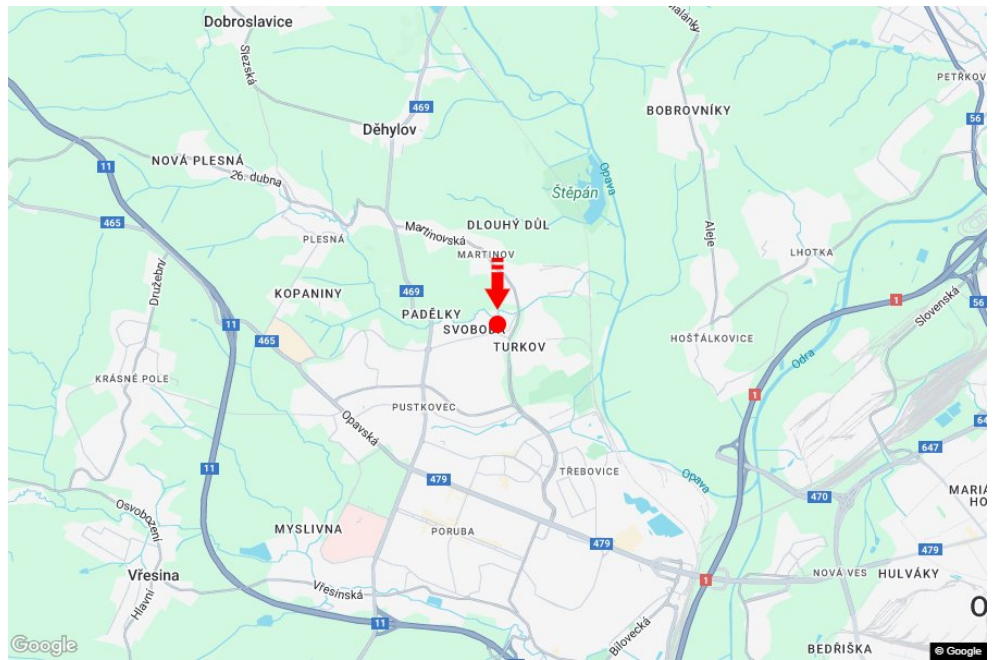 Dobroslavice
Slezská
469
Děhylov
BOBROVNÍKY
PETŘKOV
56
11
NOVÁ PLESNÁ
26. dubna
Štěpán
Opava
465
PLESNÁ
Martinovská
DLOUHÝ DŮL
MARTINOV
Aleje
LHOTKA
Družební
KOPANINY
469
1
56
Slovenská
PADĚLKY
SVOBODA
TURKOV
11
465
HOŠŤÁLKOVICE
Odra
KRÁSNÉ POLE
PUSTKOVEC
1
Opavská
647
11
479
TŘEBOVICE
Opava
470
MARIÁ
HO
Osvobození
MYSLIVNA
PORUBA
479
479
Vřesina
Hlavní
Vřesinská
1
NOVÁ VES
HULVÁKY
11
Bílovecká
O
BEDŘIŠKA
Google
© Google